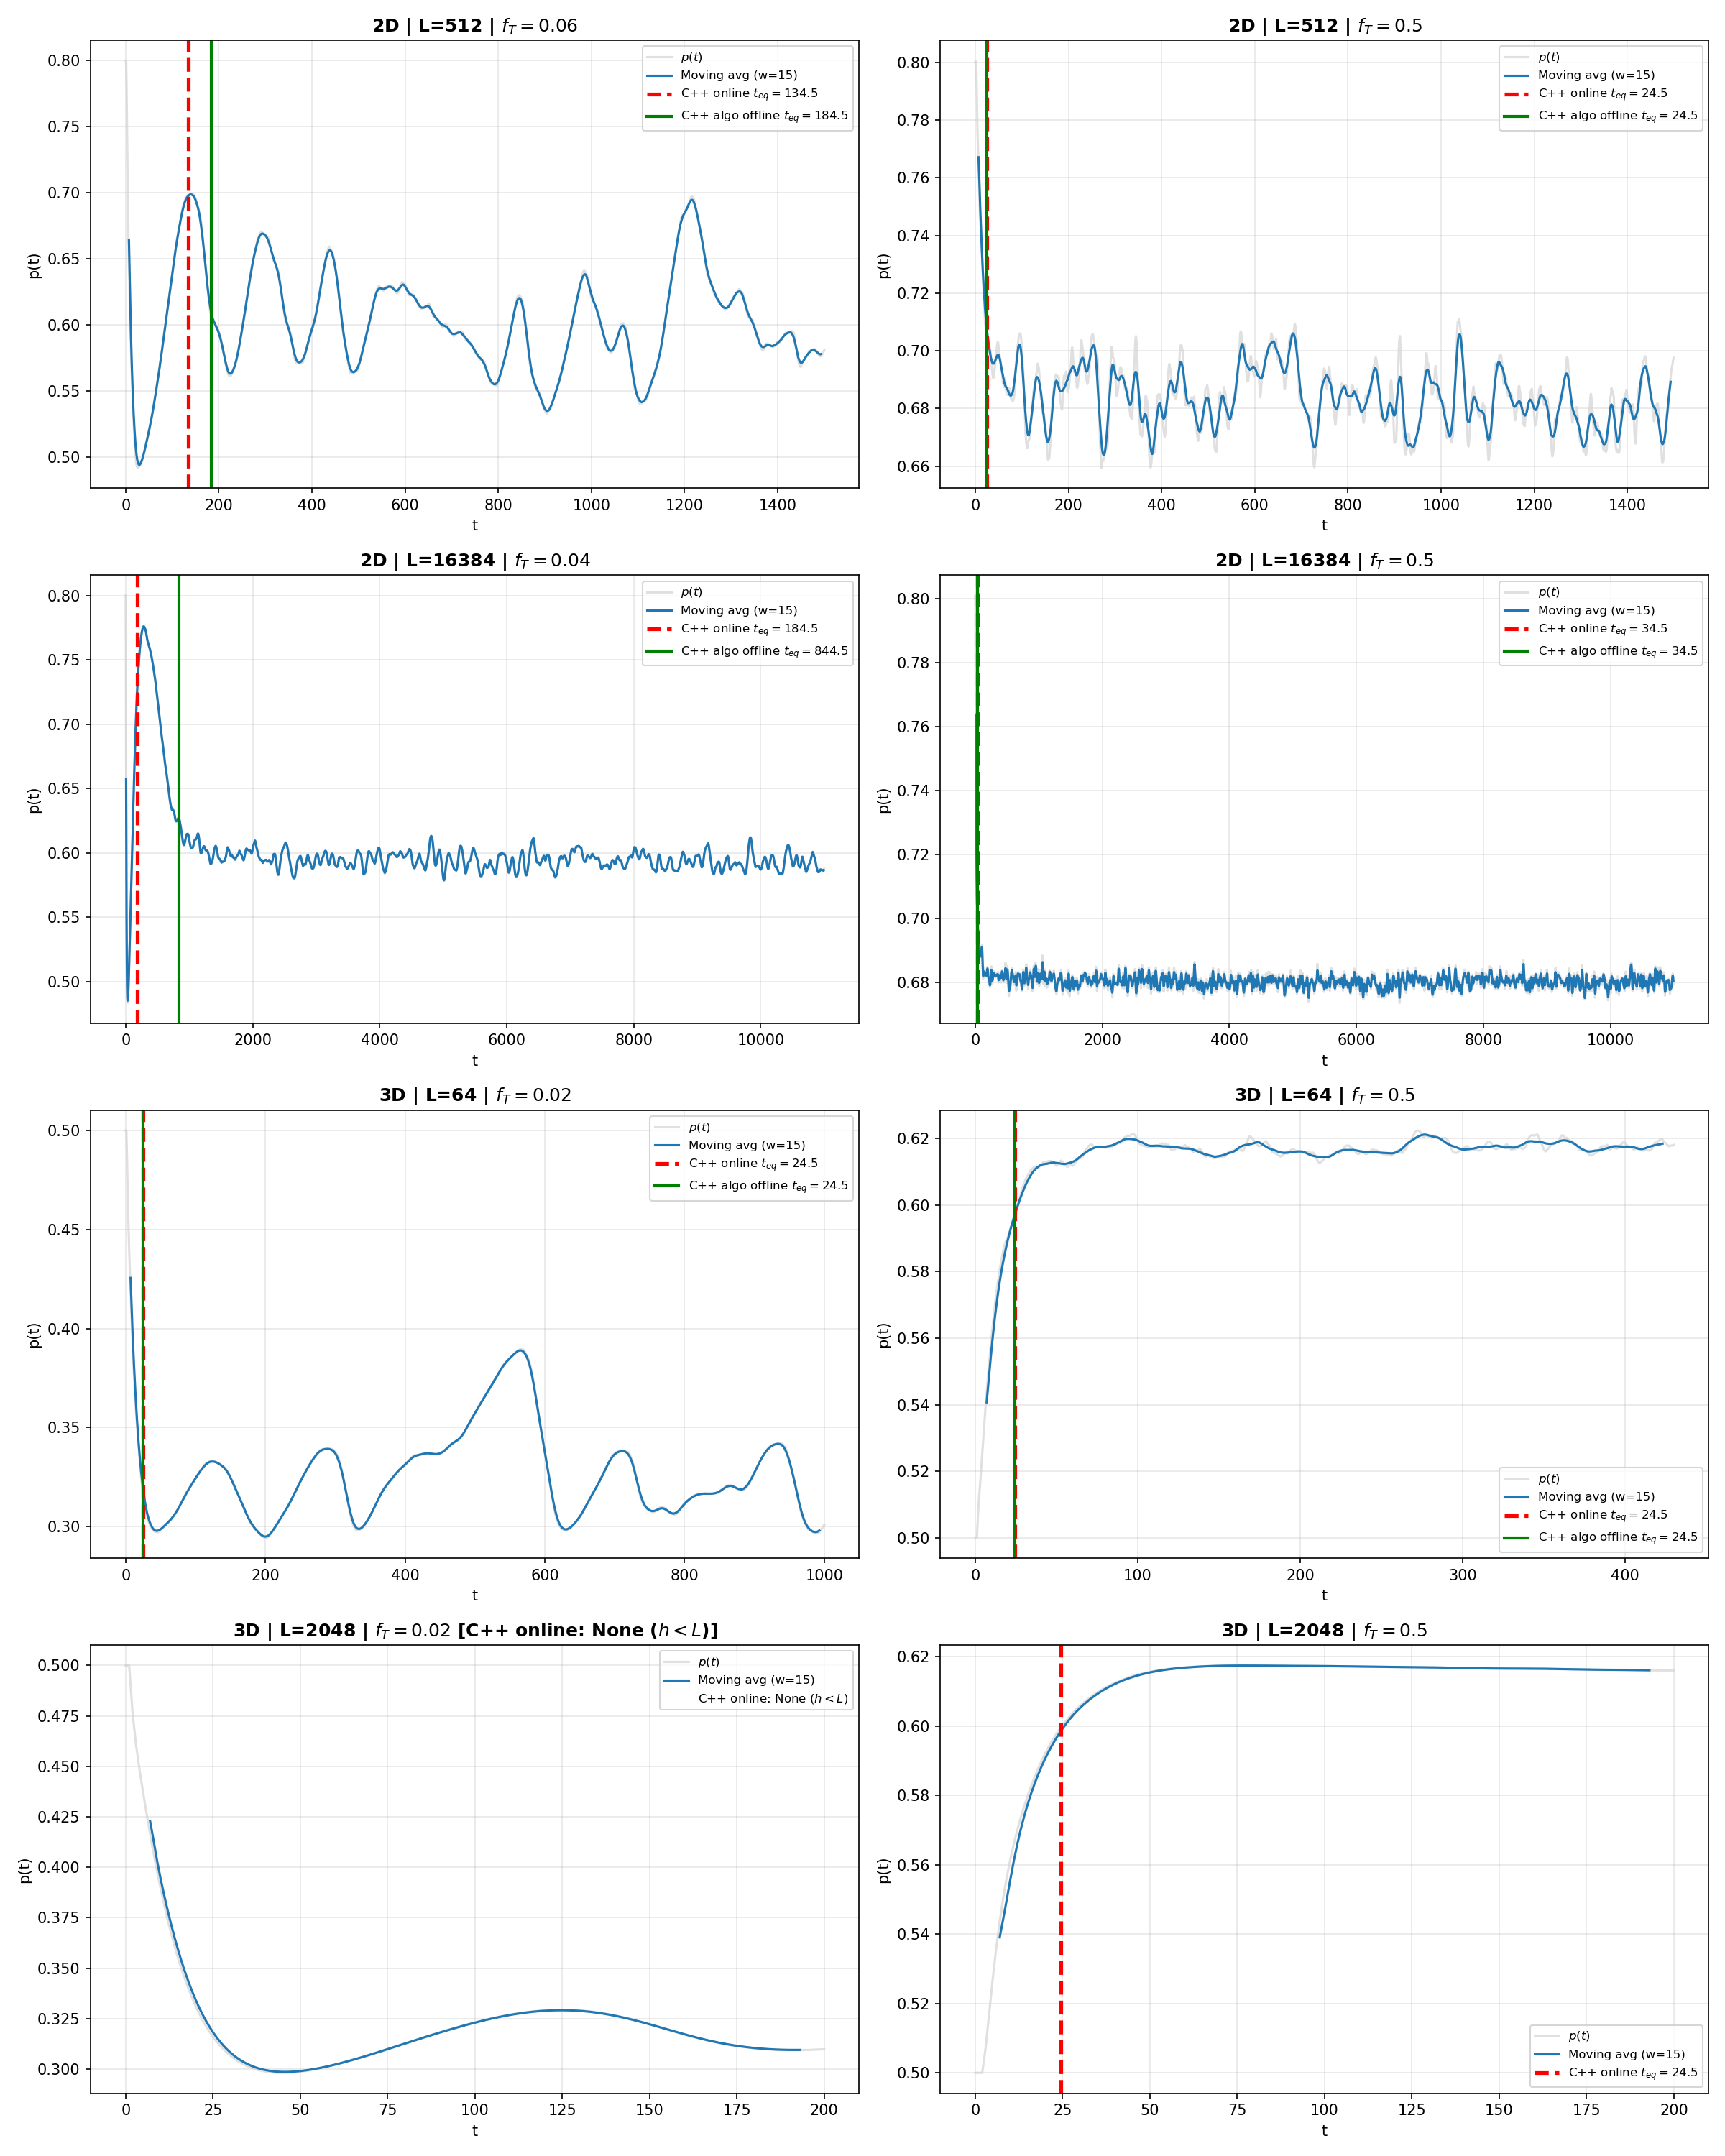 2D | L=512 | f_T = 0.06
0.80
0.75
0.70
0.65
0.60
0.55
0.50
p(t)
0 200 400 600 800 1000 1200 1400
t
p(t)
Moving avg (w=15)
C++ online t_eq = 134.5
C++ algo offline t_eq = 184.5
2D | L=512 | f_T = 0.5
0.80
0.78
0.76
0.74
0.72
0.70
0.68
0.66
p(t)
0 200 400 600 800 1000 1200 1400
t
p(t)
Moving avg (w=15)
C++ online t_eq = 24.5
C++ algo offline t_eq = 24.5
2D | L=16384 | f_T = 0.04
0.80
0.75
0.70
0.65
0.60
0.55
0.50
p(t)
0 2000 4000 6000 8000 10000
t
p(t)
Moving avg (w=15)
C++ online t_eq = 184.5
C++ algo offline t_eq = 844.5
2D | L=16384 | f_T = 0.5
0.80
0.78
0.76
0.74
0.72
0.70
0.68
p(t)
0 2000 4000 6000 8000 10000
t
p(t)
Moving avg (w=15)
C++ online t_eq = 34.5
C++ algo offline t_eq = 34.5
3D | L=64 | f_T = 0.02
0.50
0.45
0.40
0.35
0.30
p(t)
0 200 400 600 800 1000
t
p(t)
Moving avg (w=15)
C++ online t_eq = 24.5
C++ algo offline t_eq = 24.5
3D | L=64 | f_T = 0.5
0.62
0.60
0.58
0.56
0.54
0.52
0.50
p(t)
0 100 200 300 400
t
p(t)
Moving avg (w=15)
C++ online t_eq = 24.5
C++ algo offline t_eq = 24.5
3D | L=2048 | f_T = 0.02 [C++ online: None (h < L)]
0.500
0.475
0.450
0.425
0.400
0.375
0.350
0.325
0.300
p(t)
0 25 50 75 100 125 150 175 200
t
p(t)
Moving avg (w=15)
C++ online: None (h < L)
3D | L=2048 | f_T = 0.5
0.62
0.60
0.58
0.56
0.54
0.52
0.50
p(t)
0 25 50 75 100 125 150 175 200
t
p(t)
Moving avg (w=15)
C++ online t_eq = 24.5